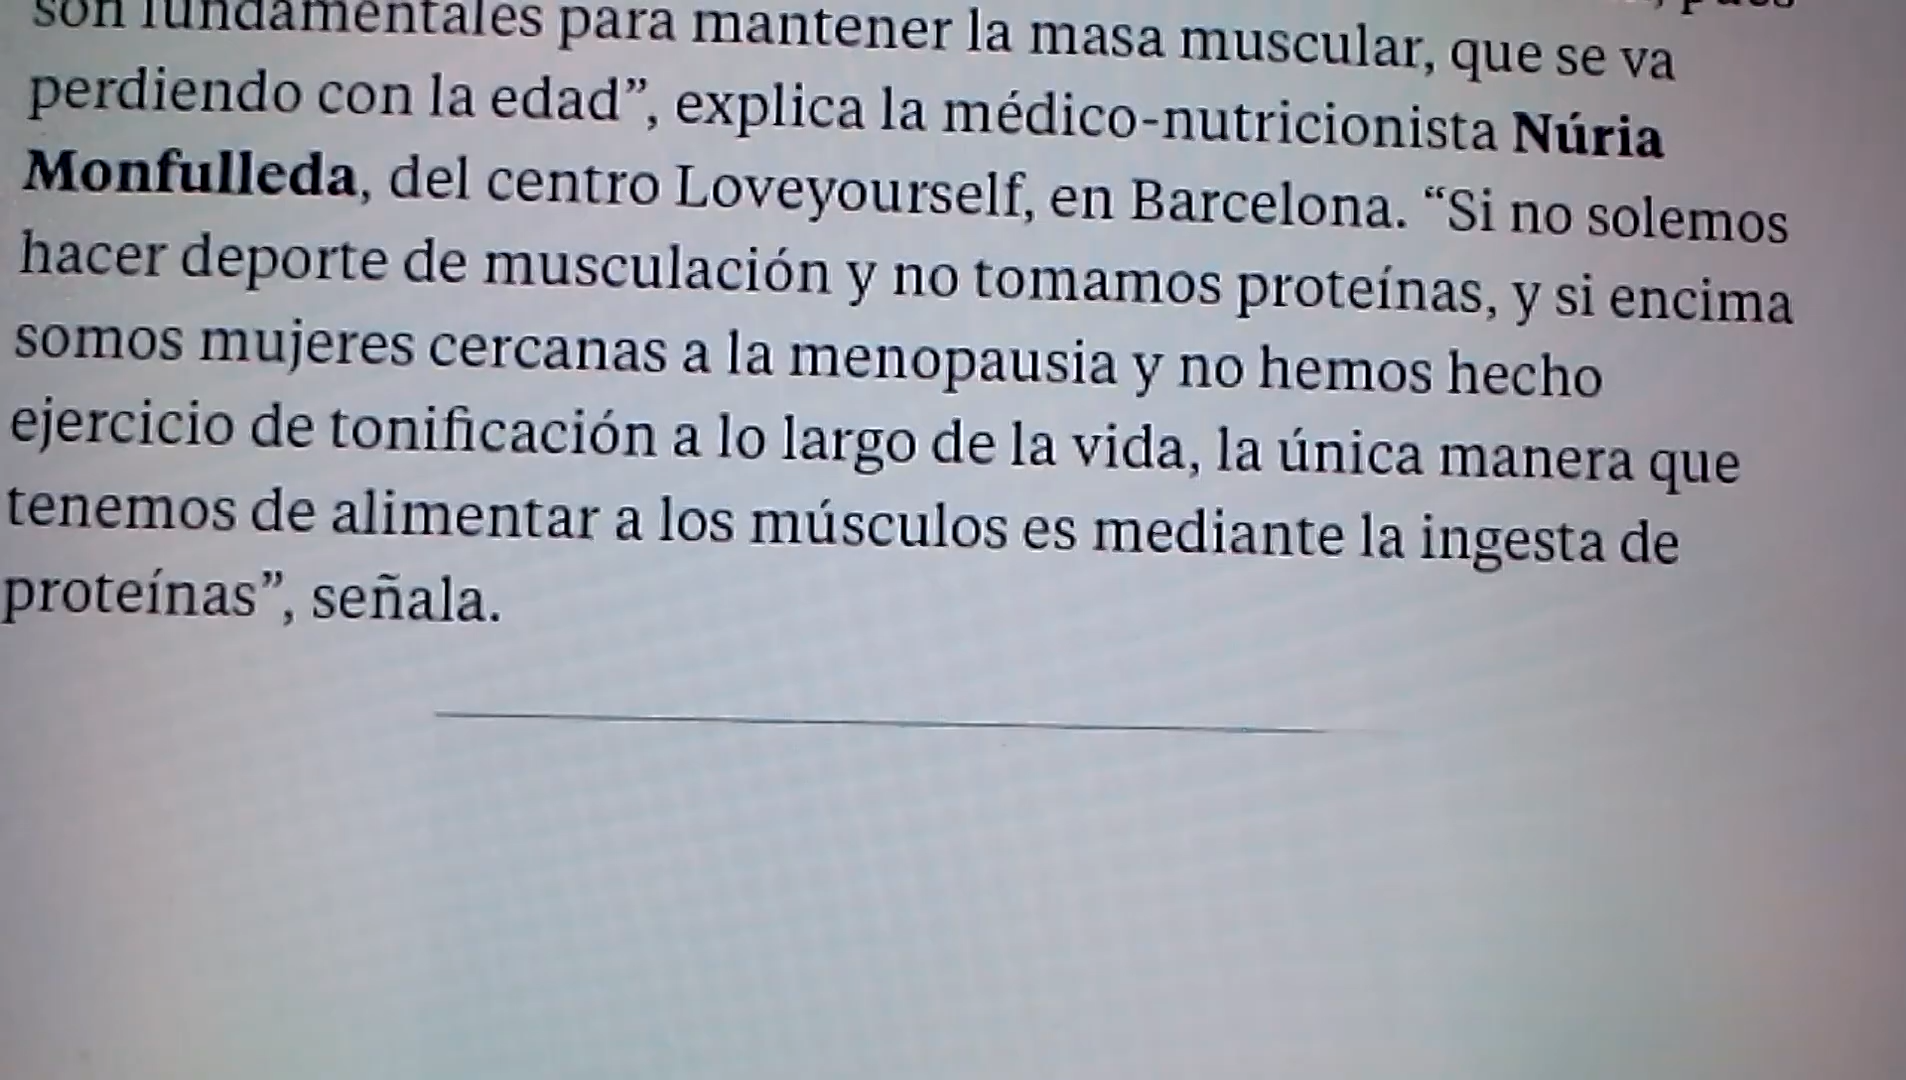 son fundamentales para mantener la masa muscular, que se va
perdiendo con la edad”, explica la médico-nutricionista Núria
Monfulleda, del centro Loveyourself, en Barcelona. “Si no solemos
hacer deporte de musculación y no tomamos proteínas, y si encima
somos mujeres cercanas a la menopausia y no hemos hecho
ejercicio de tonificación a lo largo de la vida, la única manera que
tenemos de alimentar a los músculos es mediante la ingesta de
proteínas”, señala.